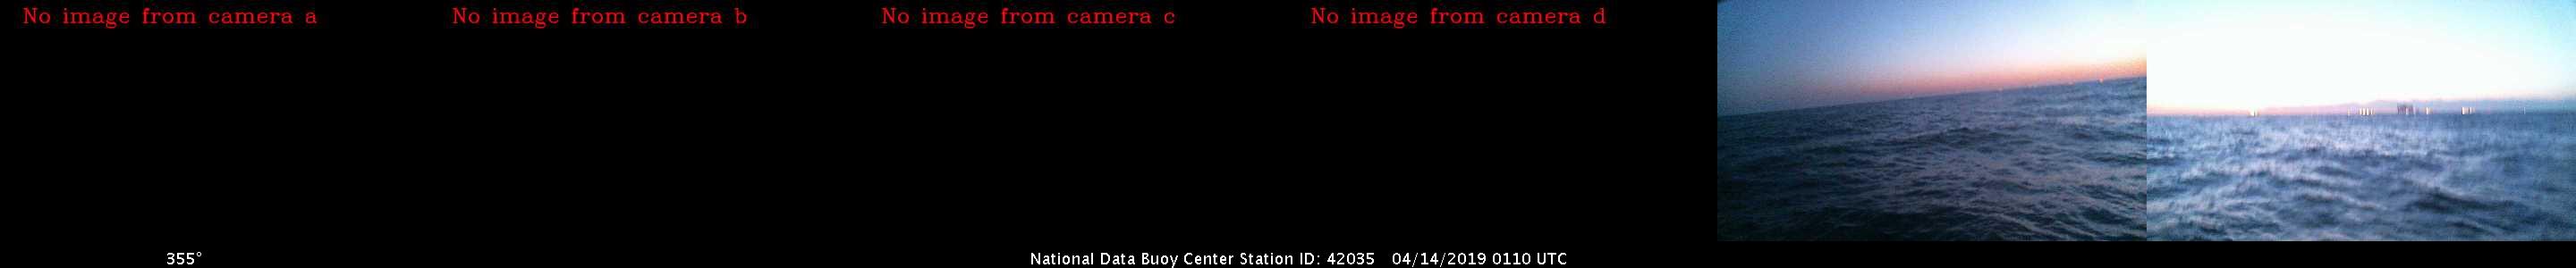 No image from camera a
No image from camera b
No image from camera c
No image from camera d
355°
National Data Buoy Center Station ID: 42035 04/14/2019 0110 UTC